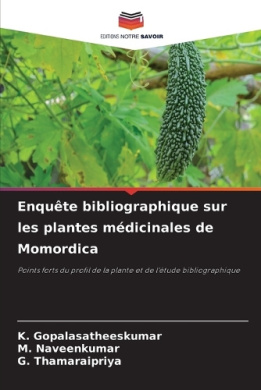 EDITIONS NOTRE SAVOIR
Enquête bibliographique sur
les plantes médicinales de
Momordica
Points forts du profil de la plante et de l'étude bibliographique
K. Gopalasatheeskumar
M. Naveenkumar
G. Thamaraipriya